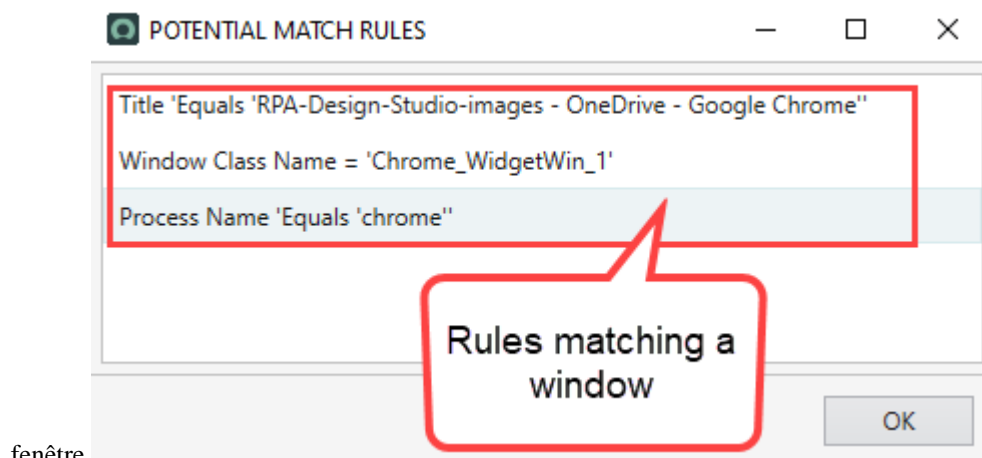 POTENTIAL MATCH RULES
Title 'Equals 'RPA-Design-Studio-images - OneDrive - Google Chrome''
Window Class Name = 'Chrome_WidgetWin_1'
Process Name 'Equals 'chrome''
Rules matching a
window
OK
fenêtre